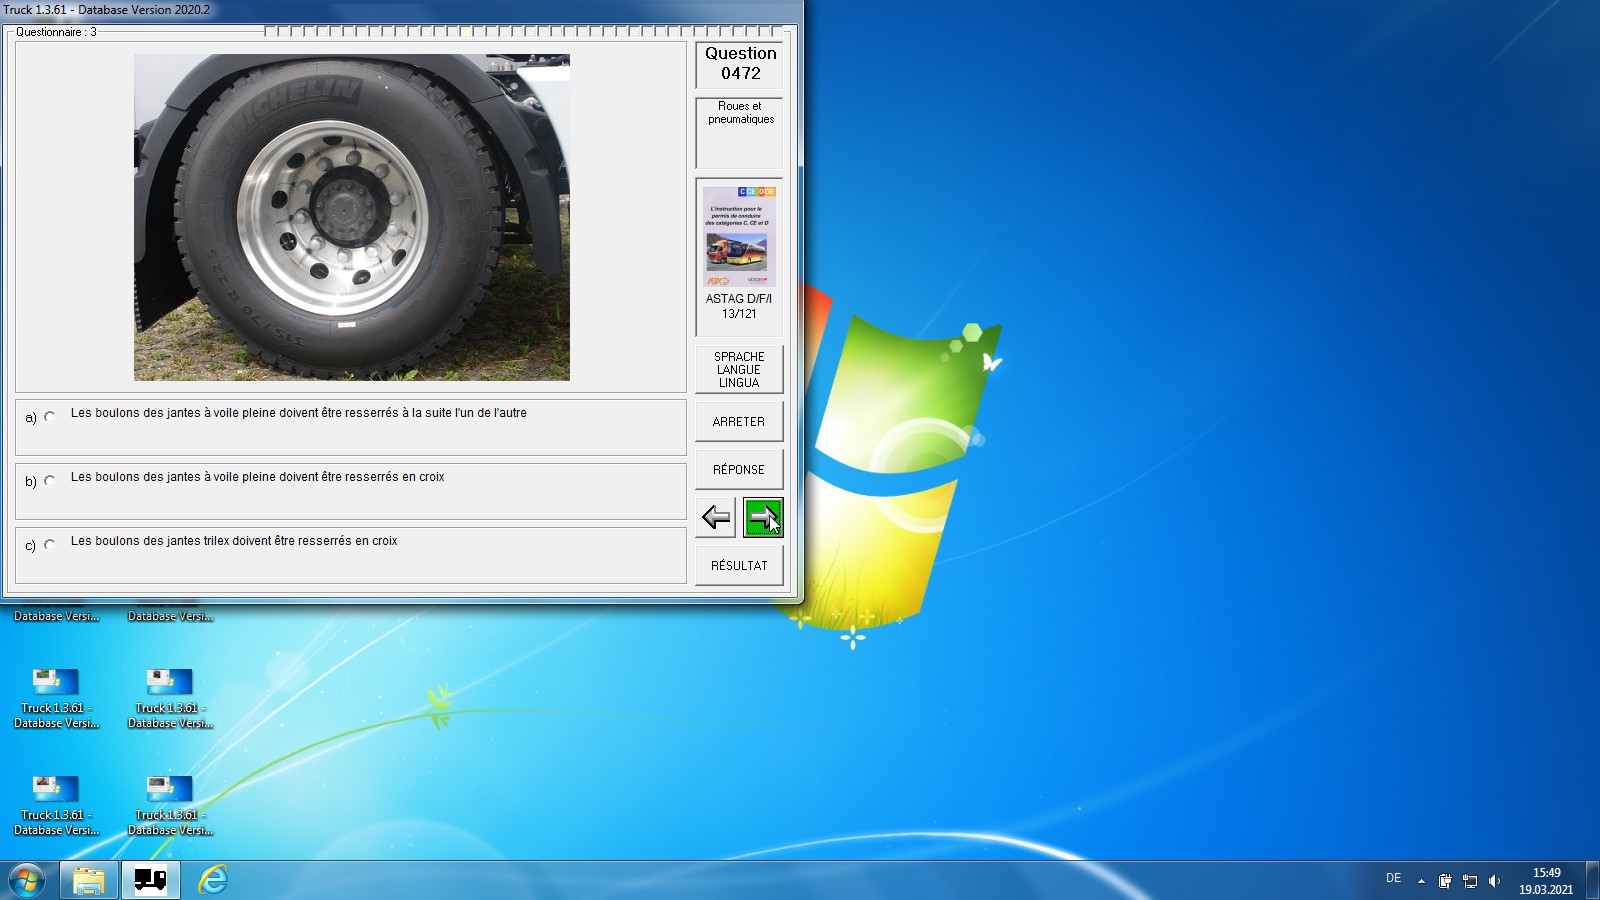 Truck 1.3.61 - Database Version 2020.2
Questionnaire : 3
MICHELIN
315 / 70 R 22.5
Question
0472
Roues et
pneumatiques
C CE D DE
L'instruction pour le
permis de conduire
des catégories C, CE et D
ASTAG D/F/I
13/121
SPRACHE
LANGUE
LINGUA
ARRETER
RÉPONSE
RÉSULTAT
a) Les boulons des jantes à voile pleine doivent être resserrés à la suite l'un de l'autre
b) Les boulons des jantes à voile pleine doivent être resserrés en croix
c) Les boulons des jantes trilex doivent être resserrés en croix
Database Versi...
Database Versi...
Truck 1.3.61 -
Database Versi...
Truck 1.3.61 -
Database Versi...
Truck 1.3.61 -
Database Versi...
Truck 1.3.61 -
Database Versi...
DE
15:49
19.03.2021